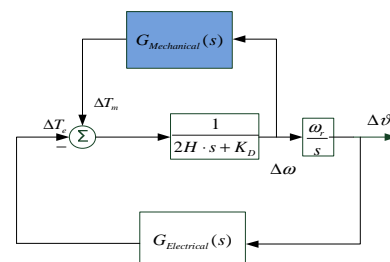 G_Mechanical(s)
ΔT_m
ΔT_e
−
Σ
1
2H · s + K_D
ω_r
s
Δϑ
Δω
G_Electrical(s)